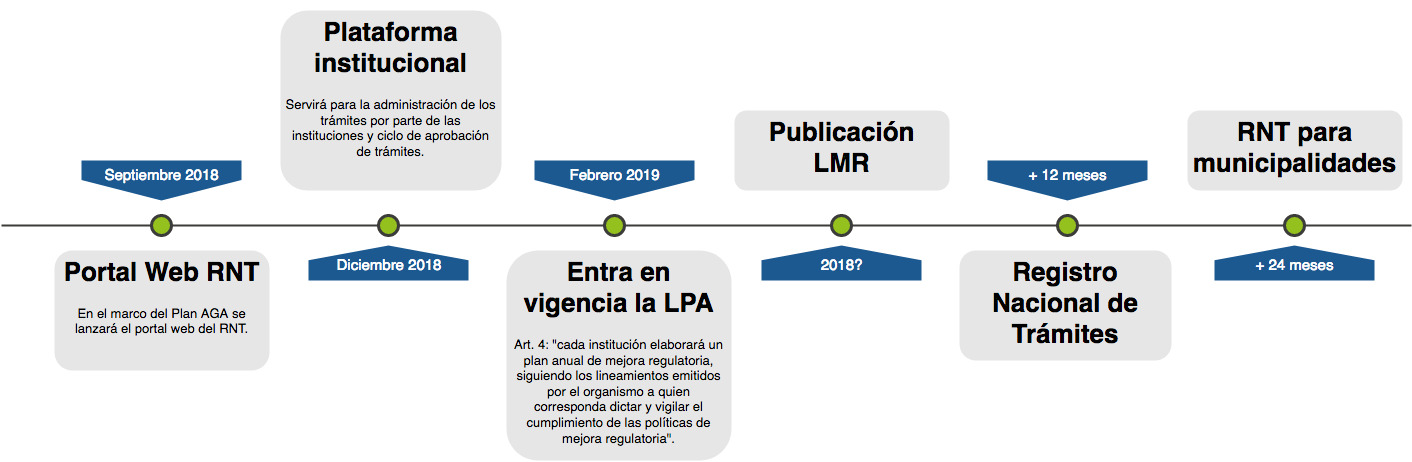 Septiembre 2018
Portal Web RNT
En el marco del Plan AGA se
lanzará el portal web del RNT.
Plataforma
institucional
Servirá para la administración de los
trámites por parte de las
instituciones y ciclo de aprobación
de trámites.
Diciembre 2018
Febrero 2019
Entra en
vigencia la LPA
Art. 4: "cada institución elaborará un
plan anual de mejora regulatoria,
siguiendo los lineamientos emitidos
por el organismo a quien
corresponda dictar y vigilar el
cumplimiento de las políticas de
mejora regulatoria".
Publicación
LMR
2018?
+ 12 meses
Registro
Nacional de
Trámites
RNT para
municipalidades
+ 24 meses